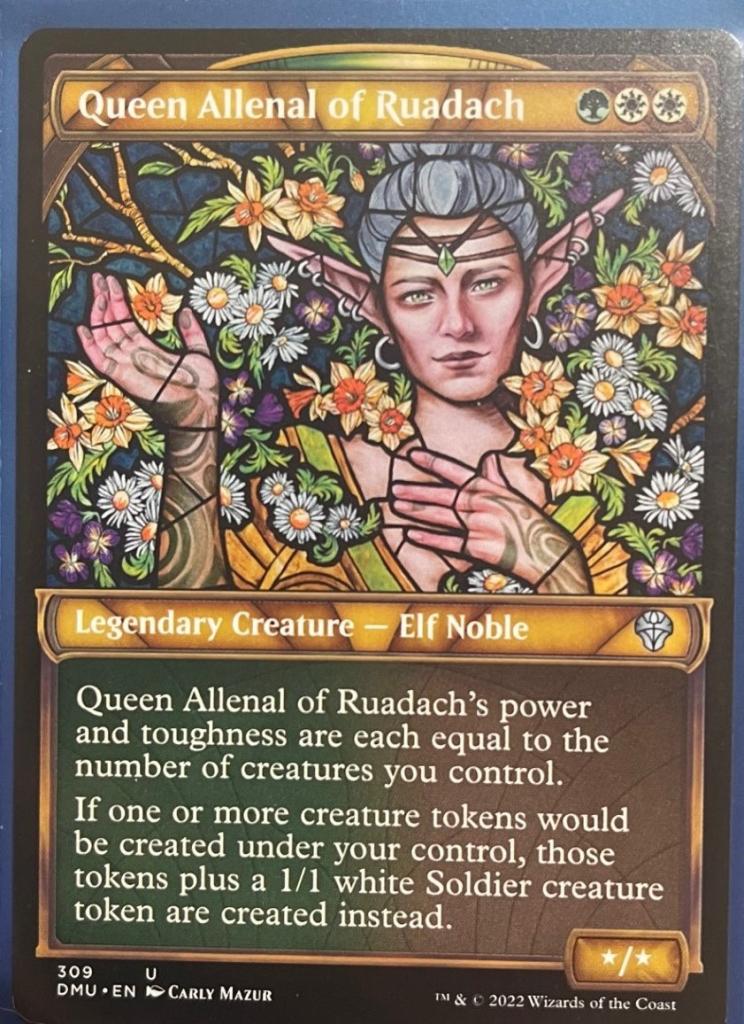 Queen Allenal of Ruadach
Legendary Creature — Elf Noble
Queen Allenal of Ruadach's power
and toughness are each equal to the
number of creatures you control.
If one or more creature tokens would
be created under your control, those
tokens plus a 1/1 white Soldier creature
token are created instead.
★/★
309 U
DMU • EN CARLY MAZUR
™ & © 2022 Wizards of the Coast